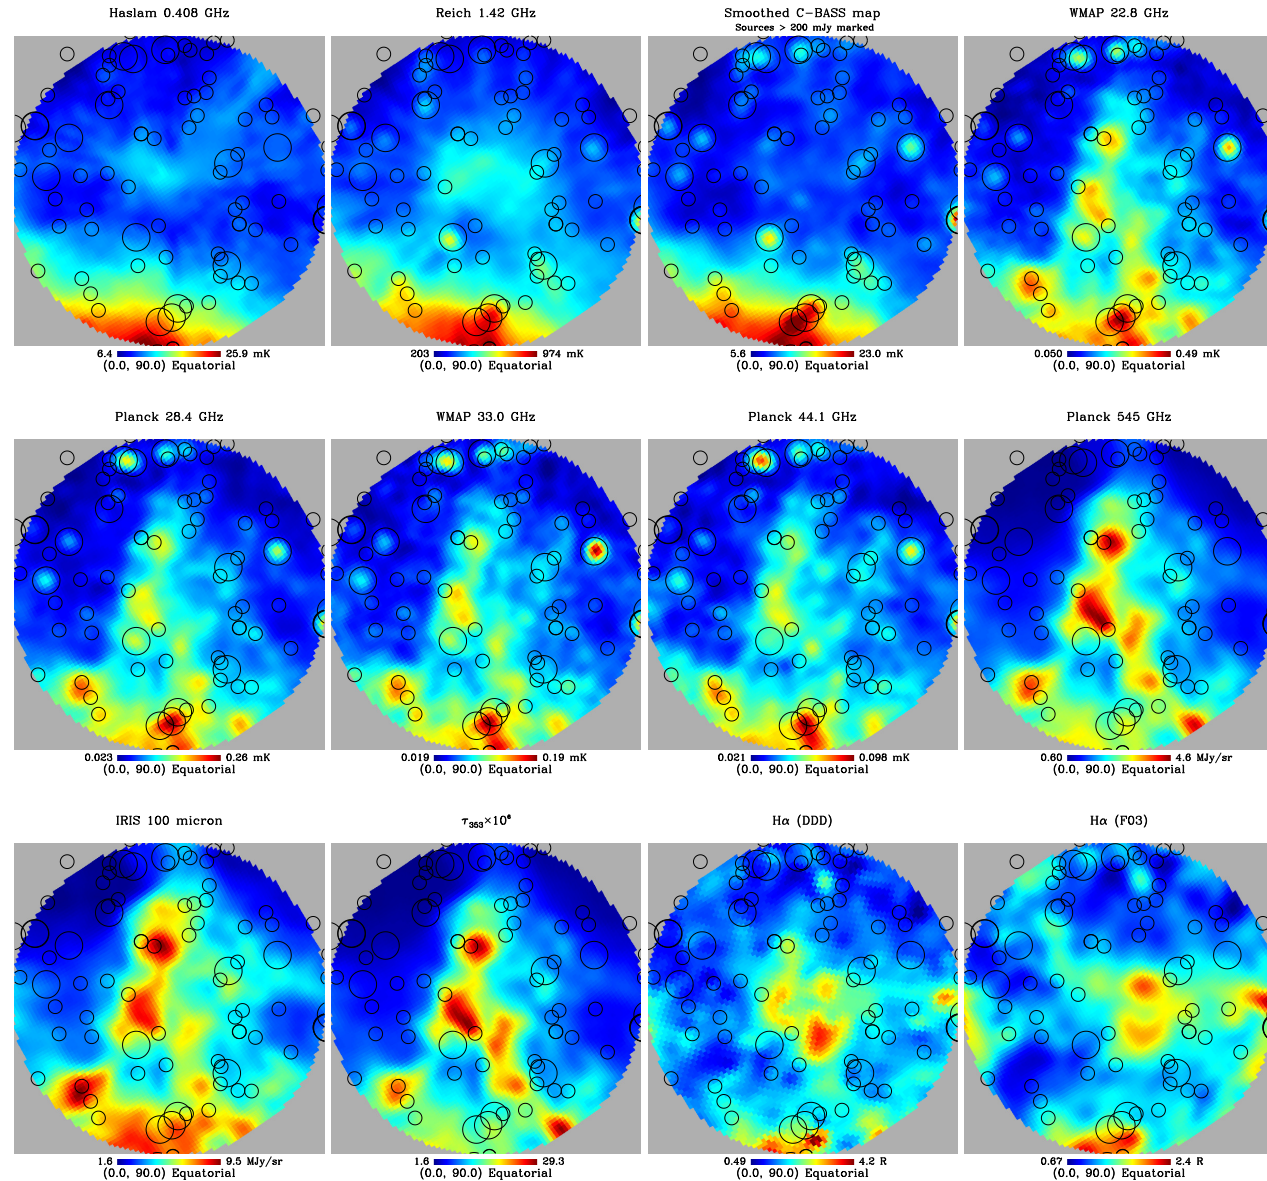 Haslam 0.408 GHz
Reich 1.42 GHz
Smoothed C-BASS map
Sources > 200 mJy marked
WMAP 22.8 GHz
6.4 25.9 mK
(0.0, 90.0) Equatorial
203 974 mK
(0.0, 90.0) Equatorial
5.6 23.0 mK
(0.0, 90.0) Equatorial
0.050 0.49 mK
(0.0, 90.0) Equatorial
Planck 28.4 GHz
WMAP 33.0 GHz
Planck 44.1 GHz
Planck 545 GHz
0.023 0.26 mK
(0.0, 90.0) Equatorial
0.019 0.19 mK
(0.0, 90.0) Equatorial
0.021 0.098 mK
(0.0, 90.0) Equatorial
0.60 4.6 MJy/sr
(0.0, 90.0) Equatorial
IRIS 100 micron
τ353×10⁶
Hα (DDD)
Hα (F03)
1.6 9.5 MJy/sr
(0.0, 90.0) Equatorial
1.6 29.3
(0.0, 90.0) Equatorial
0.49 4.2 R
(0.0, 90.0) Equatorial
0.67 2.4 R
(0.0, 90.0) Equatorial